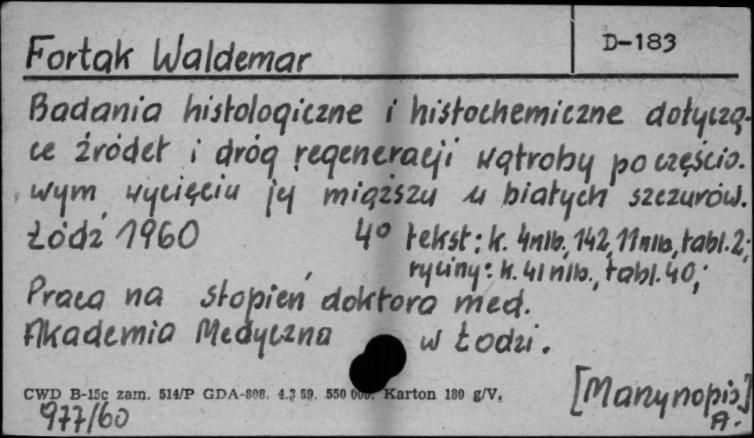 Fortak Waldemar
D-183
Badania histologiczne i histochemiczne dotyczą-
ce źródeł i dróg regeneracji wątroby po częścio-
wym wycięciu jej miąższu u białych szczurów.
Łódź 1960 4° tekst: k. 4nlb., 142, 11nlb, tabl. 2;
ryciny: k. 41 nlb., tabl. 40;
Praca na stopień doktora med.
Akademia Medyczna w Łodzi.
CWD B-15c zam. 514/P GDA-808. 4.3 59. 550 000. Karton 180 g/V.
[Manynopis]
977/60
A.